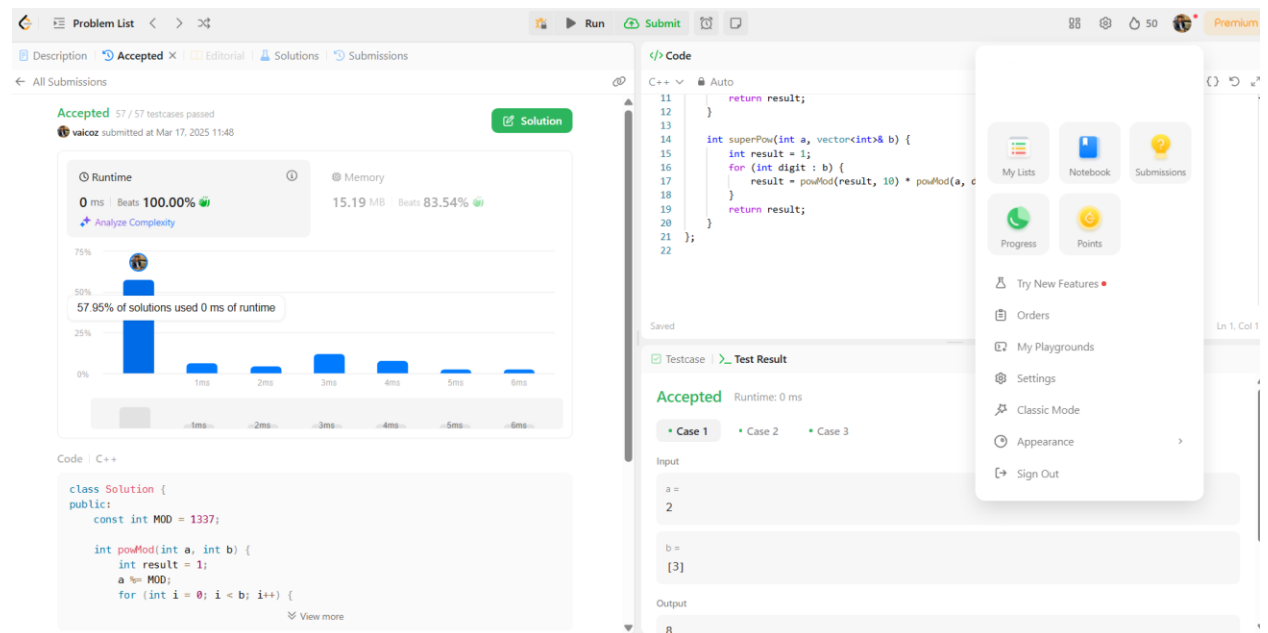 Problem List
Run
Submit
50
Premium
Description
Accepted
Editorial
Solutions
Submissions
All Submissions
Accepted 57 / 57 testcases passed
vaicoz submitted at Mar 17, 2025 11:48
Solution
Runtime
0 ms Beats 100.00%
Analyze Complexity
Memory
15.19 MB Beats 83.54%
75%
50%
57.95% of solutions used 0 ms of runtime
25%
0%
1ms 2ms 3ms 4ms 5ms 6ms
1ms 2ms 3ms 4ms 5ms 6ms
Code C++
class Solution {
public:
const int MOD = 1337;
int powMod(int a, int b) {
int result = 1;
a %= MOD;
for (int i = 0; i < b; i++) {
View more
</> Code
C++ Auto
11 return result;
12 }
13
14 int superPow(int a, vector<int>& b) {
15 int result = 1;
16 for (int digit : b) {
17 result = powMod(result, 10) * powMod(a,
18 }
19 return result;
20 }
21 };
22
Saved
Ln 1, Col 1
Testcase
>_ Test Result
Accepted Runtime: 0 ms
Case 1 Case 2 Case 3
Input
a =
2
b =
[3]
Output
8
My Lists
Notebook
Submissions
Progress
Points
Try New Features
Orders
My Playgrounds
Settings
Classic Mode
Appearance
Sign Out